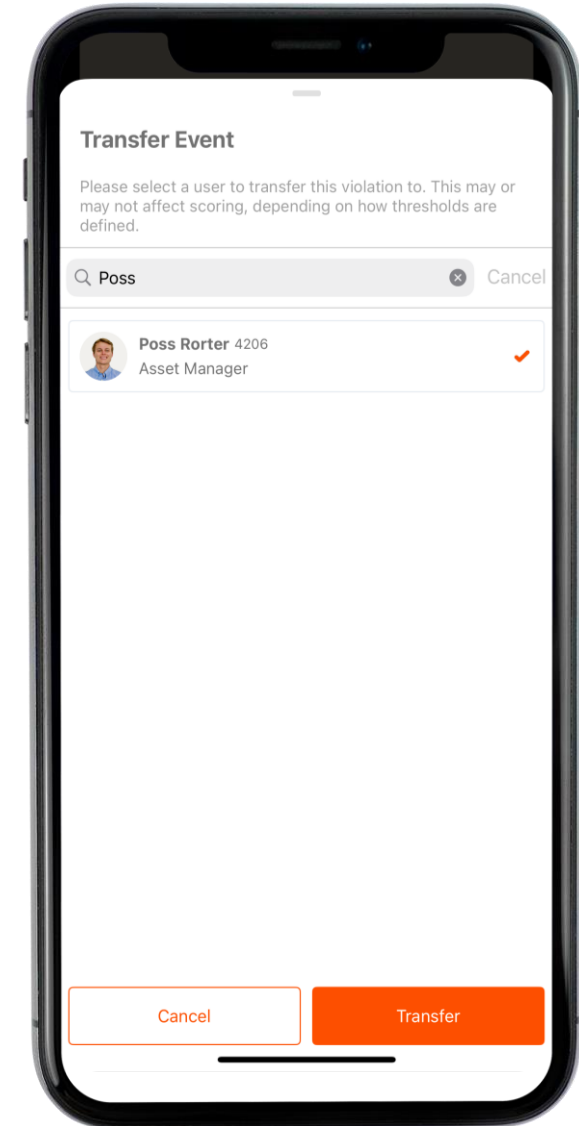 Transfer Event
Please select a user to transfer this violation to. This may or
may not affect scoring, depending on how thresholds are
defined.
Poss
Cancel
Poss Rorter 4206
Asset Manager
Cancel
Transfer